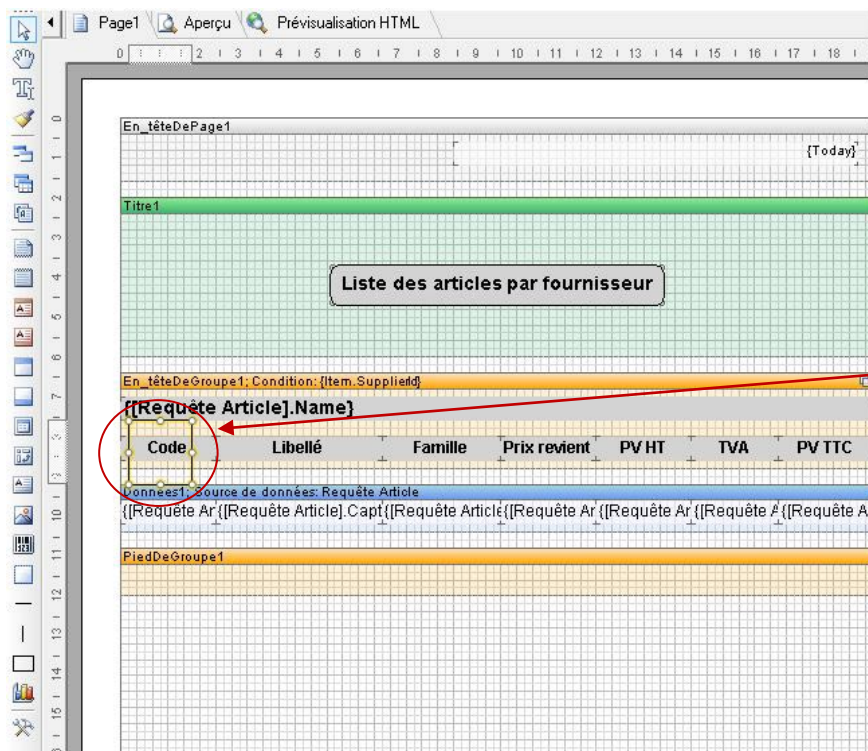 Page1 Aperçu Prévisualisation HTML
0 2 3 4 5 6 7 8 9 10 11 12 13 14 15 16 17 18
En_têteDePage1
{Today}
Titre1
Liste des articles par fournisseur
En_têteDeGroupe1; Condition: {Item.SupplierId}
{[Requête Article].Name}
Code Libellé Famille Prix revient PV HT TVA PV TTC
Données1; Source de données: Requête Article
{[Requête Ar {[Requête Article].Capt {[Requête Article {[Requête Ar {[Requête Ar {[Requête A {[Requête A
PiedDeGroupe1